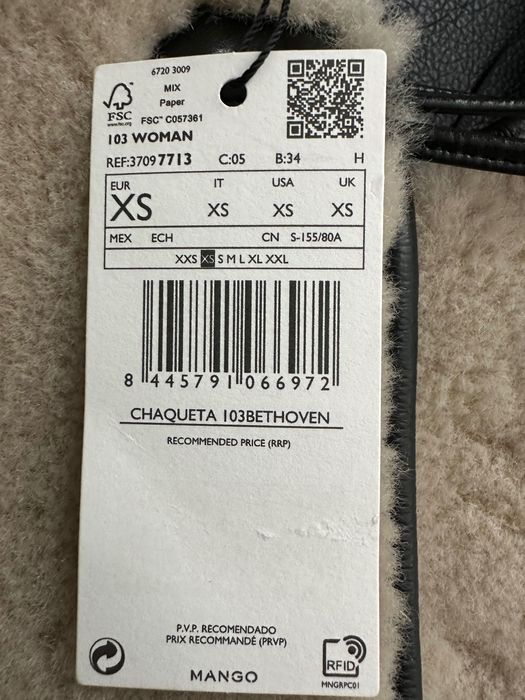 6720 3009
MIX
Paper
FSC
FSC™ C057361
103 WOMAN
REF:37097713 C:05 B:34 H
EUR IT USA UK
XS XS XS XS
MEX ECH CN S-155/80A
XXS XS S M L XL XXL
8 445791 066972
CHAQUETA 103BETHOVEN
RECOMMENDED PRICE (RRP)
P.V.P. RECOMENDADO
PRIX RECOMMANDÉ (PRVP)
RFID
MANGO
MNGRPC01